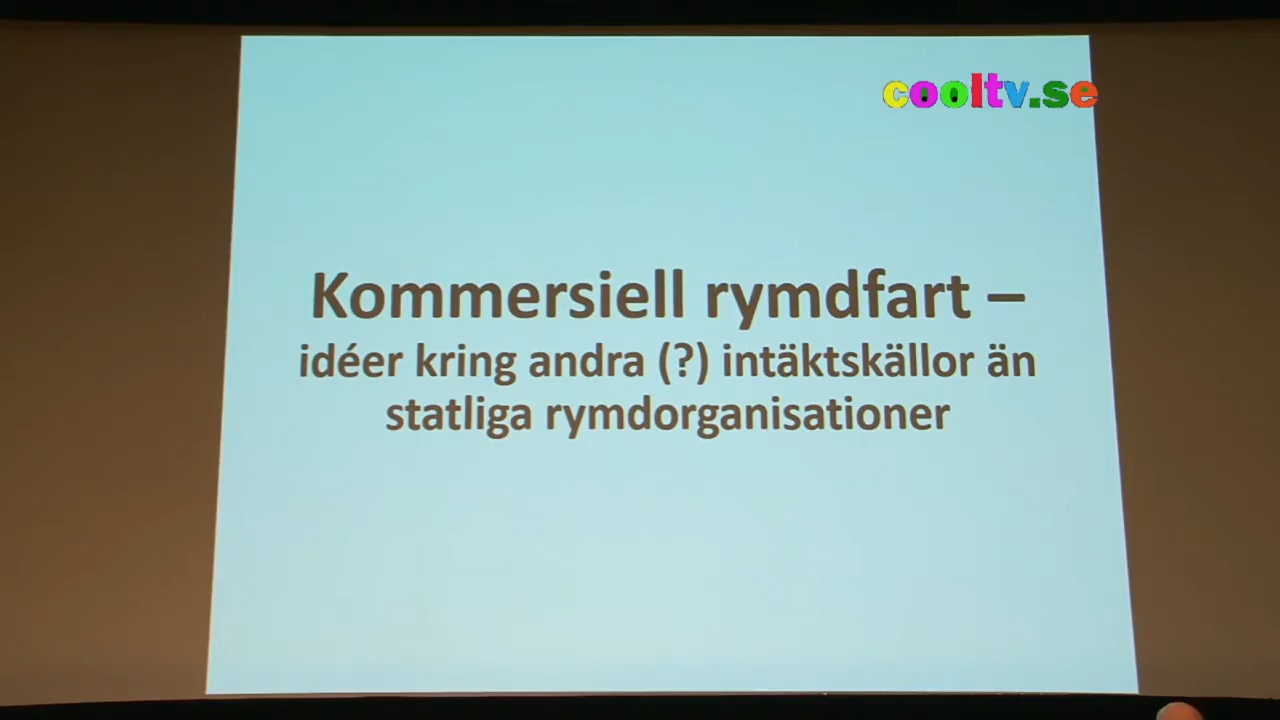 cooltv.se
Kommersiell rymdfart –
idéer kring andra (?) intäktskällor än
statliga rymdorganisationer